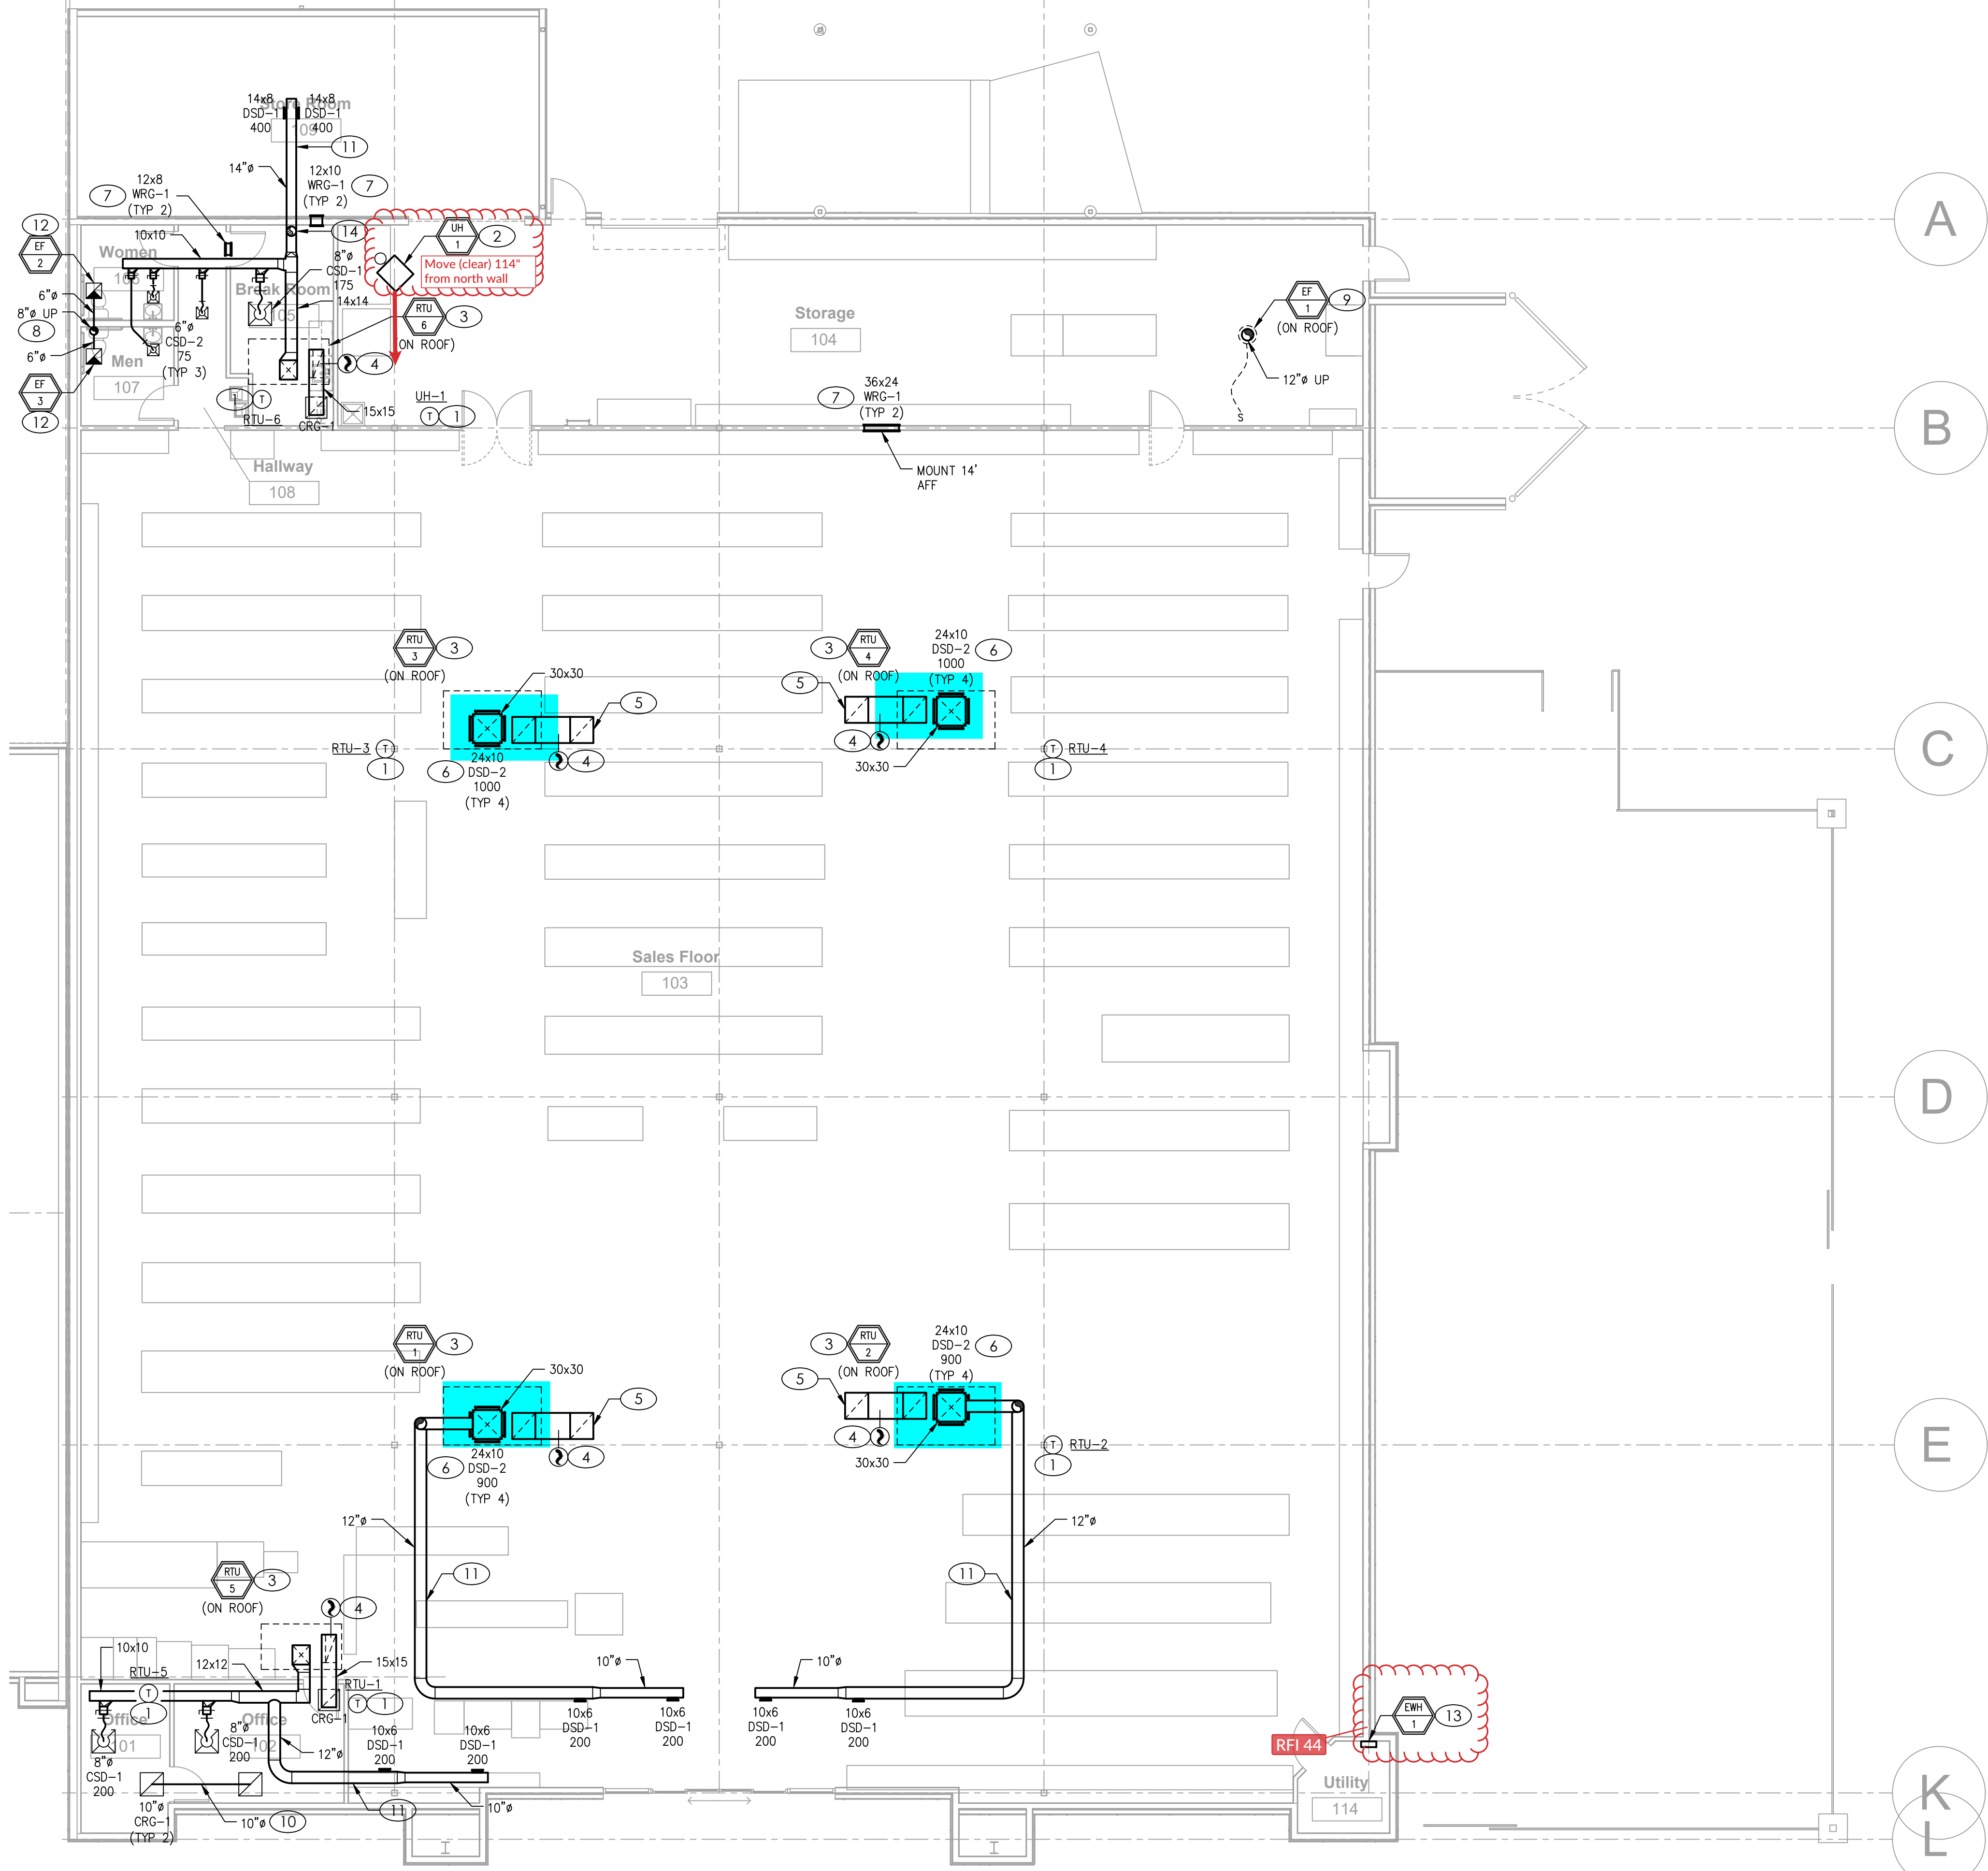 14x8
DSD-1
400
14x8
DSD-1
400
Store Room
109
11
14"ø
12x8
WRG-1
(TYP 2)
7
12x10
WRG-1
(TYP 2)
7
A
12
EF
2
10x10
14
UH
1
2
Move (clear) 114"
from north wall
Women
106
8"ø
CSD-1
175
Break Room
105
14x14
6"ø
8"ø UP
8
6"ø
6"ø
CSD-2
75
(TYP 3)
Men
107
RTU
6
3
(ON ROOF)
4
Storage
104
EF
1
9
(ON ROOF)
12"ø UP
S
EF
3
12
1
T
RTU-6
15x15
CRG-1
UH-1
T
1
7
36x24
WRG-1
(TYP 2)
MOUNT 14'
AFF
B
Hallway
108
RTU
3
3
(ON ROOF)
30x30
5
RTU-3
T
1
6
24x10
DSD-2
1000
(TYP 4)
4
3
RTU
4
(ON ROOF)
24x10
DSD-2
1000
(TYP 4)
6
5
4
30x30
T
RTU-4
1
C
Sales Floor
103
D
RTU
1
3
(ON ROOF)
30x30
5
6
24x10
DSD-2
900
(TYP 4)
4
3
RTU
2
(ON ROOF)
24x10
DSD-2
900
(TYP 4)
6
5
4
30x30
T
RTU-2
1
E
12"ø
11
12"ø
11
RTU
5
3
(ON ROOF)
4
10x10
RTU-5
T
1
12x12
15x15
CRG-1
RTU-1
T
1
10"ø
10"ø
10x6
DSD-1
200
10x6
DSD-1
200
10x6
DSD-1
200
10x6
DSD-1
200
10x6
DSD-1
200
10x6
DSD-1
200
Office
101
8"ø
CSD-1
200
Office
102
8"ø
CSD-1
200
12"ø
10"ø
CRG-1
(TYP 2)
10"ø
10
11
10"ø
EWH
1
13
RFI 44
Utility
114
K
L